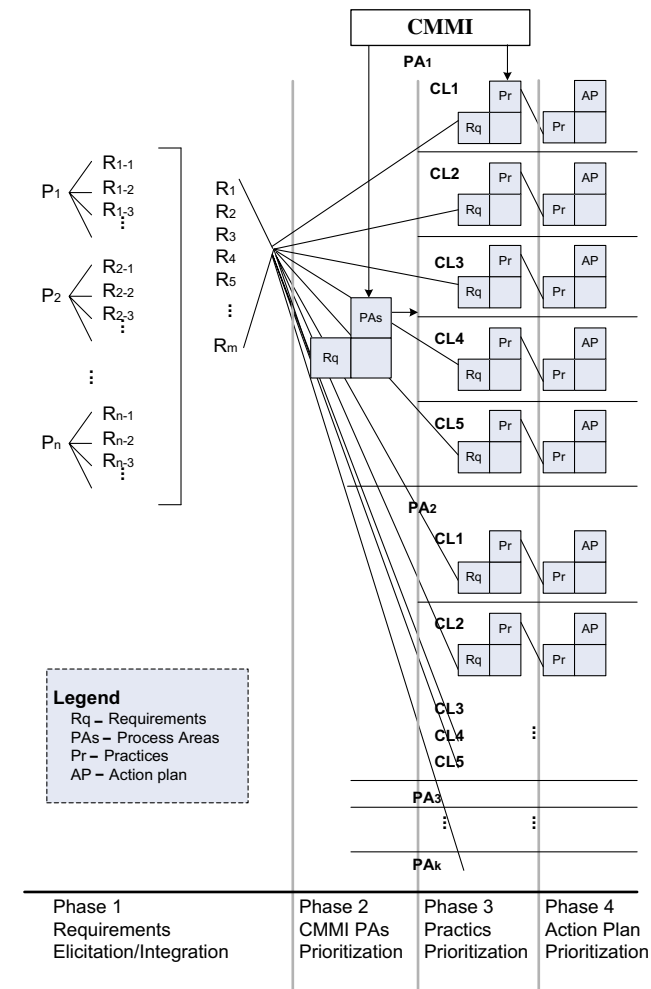 CMMI
PA1
CL1
Pr
AP
Rq
Pr
CL2
Pr
AP
Rq
Pr
CL3
Pr
AP
Rq
Pr
CL4
Pr
AP
Rq
Pr
CL5
Pr
AP
Rq
Pr
PA2
CL1
Pr
AP
Rq
Pr
CL2
Pr
AP
Rq
Pr
CL3
CL4
CL5
PA3
PAk
P1
R1-1
R1-2
R1-3
P2
R2-1
R2-2
R2-3
Pn
Rn-1
Rn-2
Rn-3
R1
R2
R3
R4
R5
Rm
PAs
Rq
Legend
Rq – Requirements
PAs – Process Areas
Pr – Practices
AP – Action plan
Phase 1
Requirements
Elicitation/Integration
Phase 2
CMMI PAs
Prioritization
Phase 3
Practics
Prioritization
Phase 4
Action Plan
Prioritization